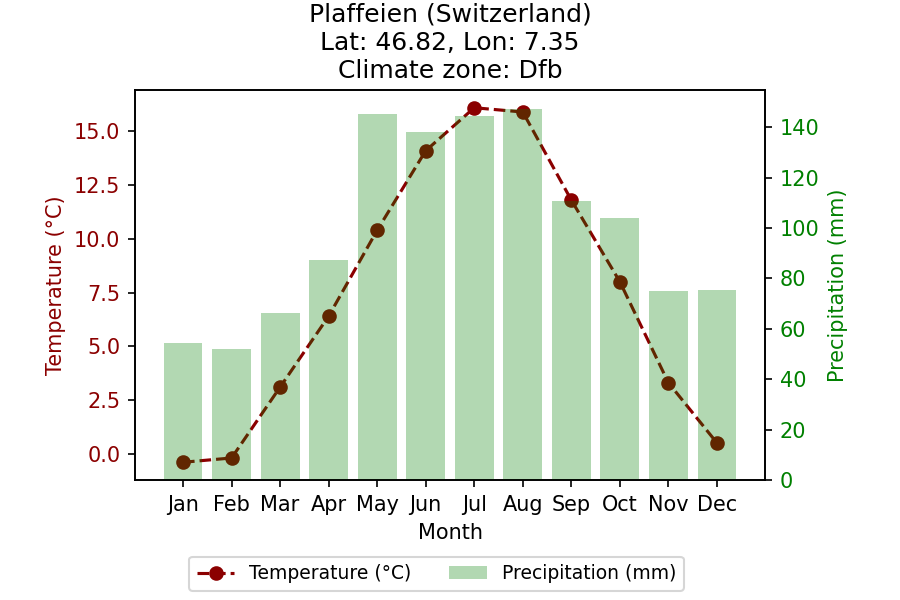 Plaffeien (Switzerland)
Lat: 46.82, Lon: 7.35
Climate zone: Dfb
Temperature (°C)
15.0
12.5
10.0
7.5
5.0
2.5
0.0
140
120
100
80
60
40
20
0
Precipitation (mm)
Jan Feb Mar Apr May Jun Jul Aug Sep Oct Nov Dec
Month
Temperature (°C) Precipitation (mm)